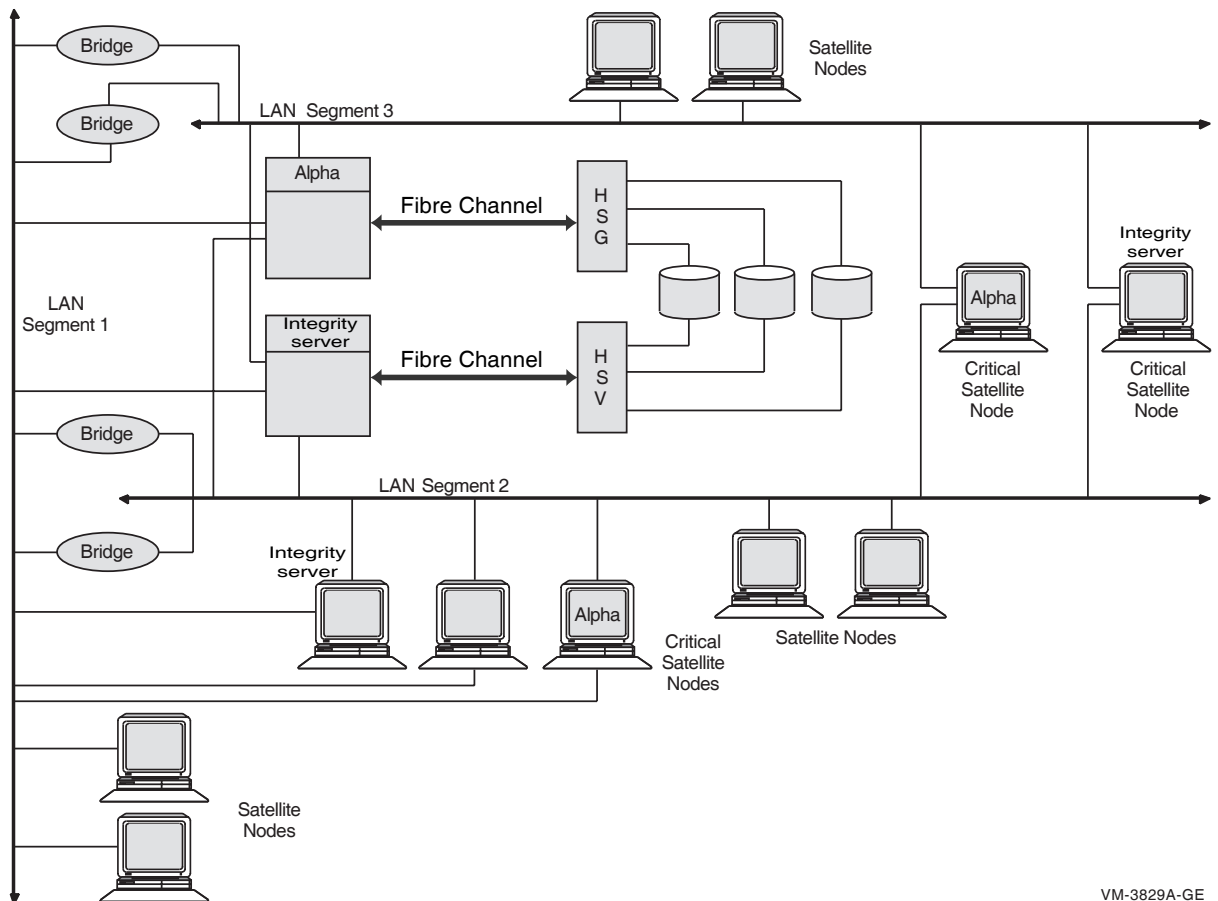 Bridge
Satellite
Nodes
Bridge
LAN Segment 3
Alpha
Fibre Channel
H
S
G
Integrity
server
Alpha
LAN
Segment 1
Integrity
server
Fibre Channel
H
S
V
Critical
Satellite
Node
Critical
Satellite
Node
Bridge
LAN Segment 2
Bridge
Integrity
server
Alpha
Critical
Satellite
Nodes
Satellite Nodes
Satellite
Nodes
VM-3829A-GE